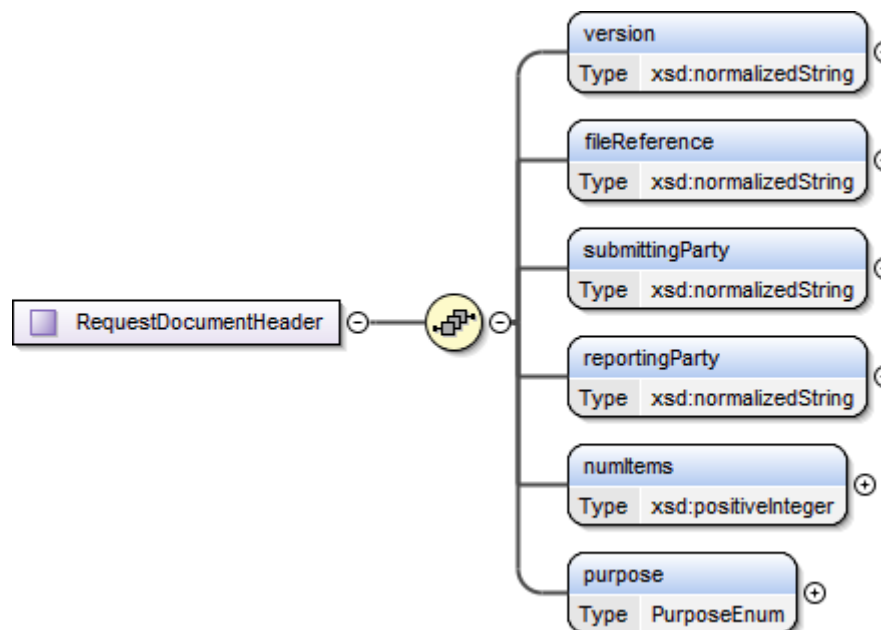 version
Type xsd:normalizedString
fileReference
Type xsd:normalizedString
submittingParty
Type xsd:normalizedString
RequestDocumentHeader
reportingParty
Type xsd:normalizedString
numItems
Type xsd:positiveInteger
purpose
Type PurposeEnum